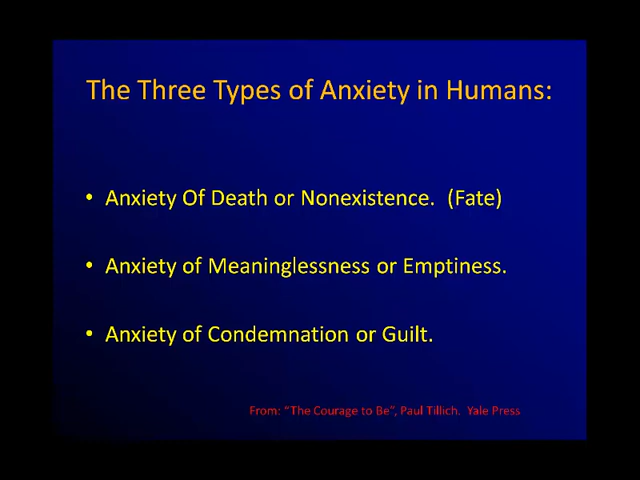 The Three Types of Anxiety in Humans:
• Anxiety Of Death or Nonexistence.  (Fate)
• Anxiety of Meaninglessness or Emptiness.
• Anxiety of Condemnation or Guilt.
From: “The Courage to Be”, Paul Tillich.  Yale Press